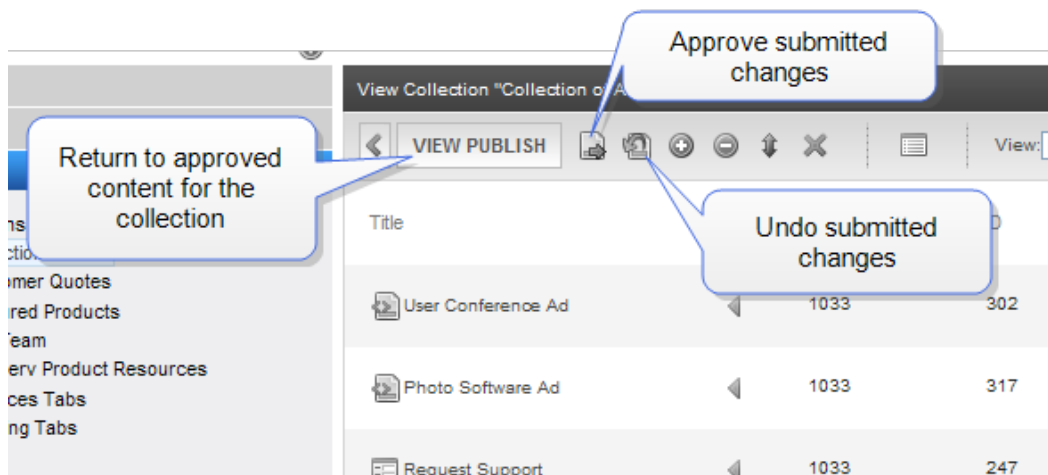 Approve submitted
changes
View Collection "Collection of A
VIEW PUBLISH
View:
Return to approved
content for the
collection
Undo submitted
changes
Title
omer Quotes
red Products
Team
erv Product Resources
ces Tabs
ng Tabs
User Conference Ad 1033 302
Photo Software Ad 1033 317
Request Support 1033 247